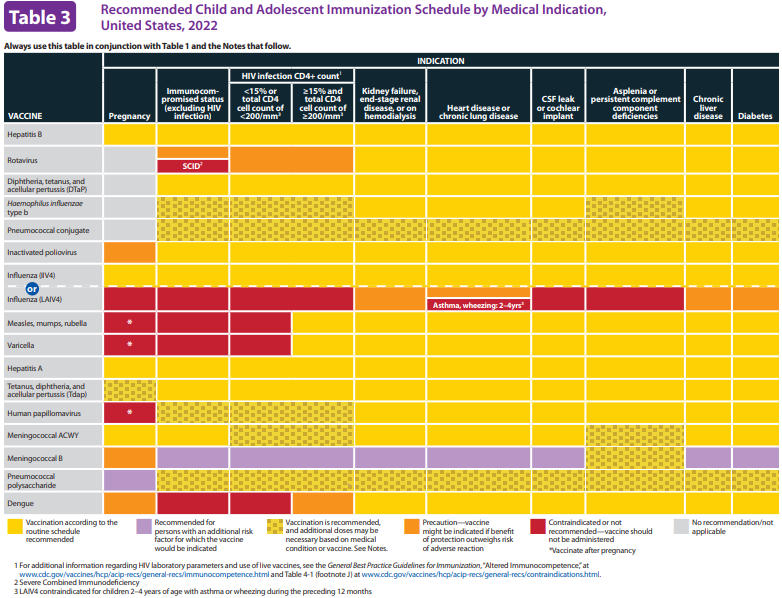 Table 3
Recommended Child and Adolescent Immunization Schedule by Medical Indication,
United States, 2022
Always use this table in conjunction with Table 1 and the Notes that follow.
INDICATION
VACCINE
Pregnancy
Immunocom-
promised status
(excluding HIV
infection)
HIV infection CD4+ count1
<15% or
total CD4
cell count of
<200/mm3
≥15% and
total CD4
cell count of
≥200/mm3
Kidney failure,
end-stage renal
disease, or on
hemodialysis
Heart disease or
chronic lung disease
CSF leak
or cochlear
implant
Asplenia or
persistent complement
component
deficiencies
Chronic
liver
disease
Diabetes
Hepatitis B
Rotavirus
SCID2
Diphtheria, tetanus, and
acellular pertussis (DTaP)
Haemophilus influenzae
type b
Pneumococcal conjugate
Inactivated poliovirus
Influenza (IIV4)
or
Influenza (LAIV4)
Asthma, wheezing: 2–4yrs3
Measles, mumps, rubella
*
Varicella
*
Hepatitis A
Tetanus, diphtheria, and
acellular pertussis (Tdap)
Human papillomavirus
*
Meningococcal ACWY
Meningococcal B
Pneumococcal
polysaccharide
Dengue
Vaccination according to the
routine schedule
recommended
Recommended for
persons with an additional risk
factor for which the vaccine
would be indicated
Vaccination is recommended,
and additional doses may be
necessary based on medical
condition or vaccine. See Notes.
Precaution—vaccine
might be indicated if benefit
of protection outweighs risk
of adverse reaction
Contraindicated or not
recommended—vaccine should
not be administered
*Vaccinate after pregnancy
No recommendation/not
applicable
1 For additional information regarding HIV laboratory parameters and use of live vaccines, see the General Best Practice Guidelines for Immunization, "Altered Immunocompetence," at
www.cdc.gov/vaccines/hcp/acip-recs/general-recs/immunocompetence.html and Table 4-1 (footnote J) at www.cdc.gov/vaccines/hcp/acip-recs/general-recs/contraindications.html.
2 Severe Combined Immunodeficiency
3 LAIV4 contraindicated for children 2–4 years of age with asthma or wheezing during the preceding 12 months